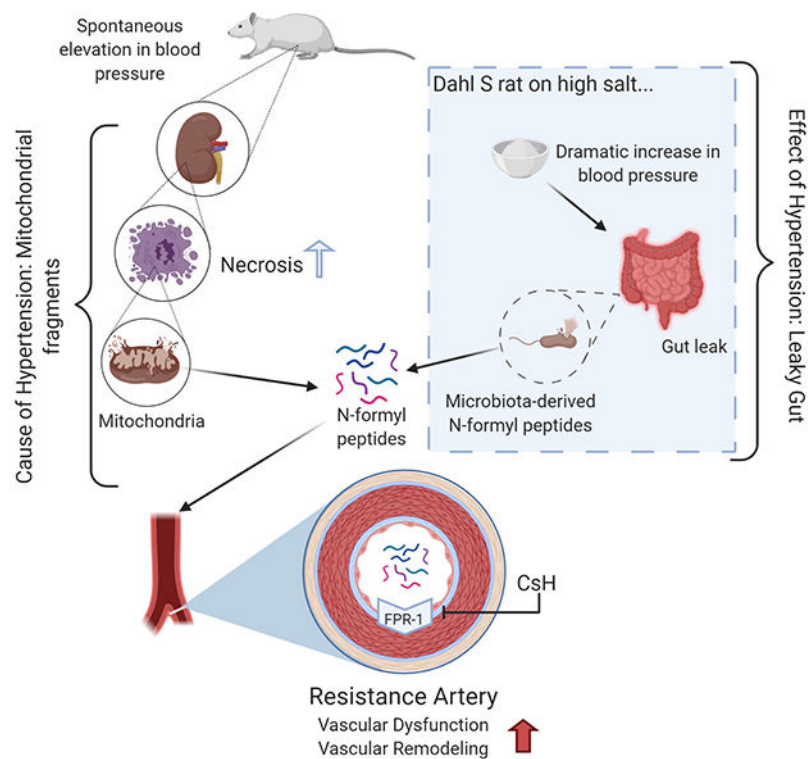 Spontaneous
elevation in blood
pressure
Cause of Hypertension: Mitochondrial
fragments
Necrosis
Mitochondria
N-formyl
peptides
Dahl S rat on high salt...
Dramatic increase in
blood pressure
Gut leak
Microbiota-derived
N-formyl peptides
Effect of Hypertension: Leaky Gut
FPR-1
CsH
Resistance Artery
Vascular Dysfunction
Vascular Remodeling